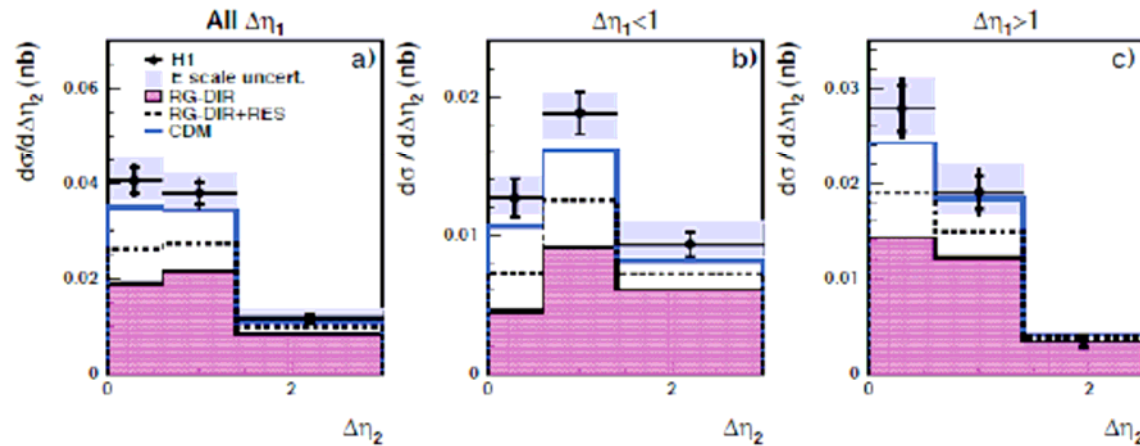 All Δη₁
Δη₁<1
Δη₁>1
a)
b)
c)
H1
E scale uncert.
RG-DIR
RG-DIR+RES
CDM
dσ/dΔη₂ (nb)
0.06
0.04
0.02
0
0
2
Δη₂
dσ / dΔη₂ (nb)
0.02
0.01
0
0
2
Δη₂
dσ / dΔη₂ (nb)
0.03
0.02
0.01
0
0
2
Δη₂